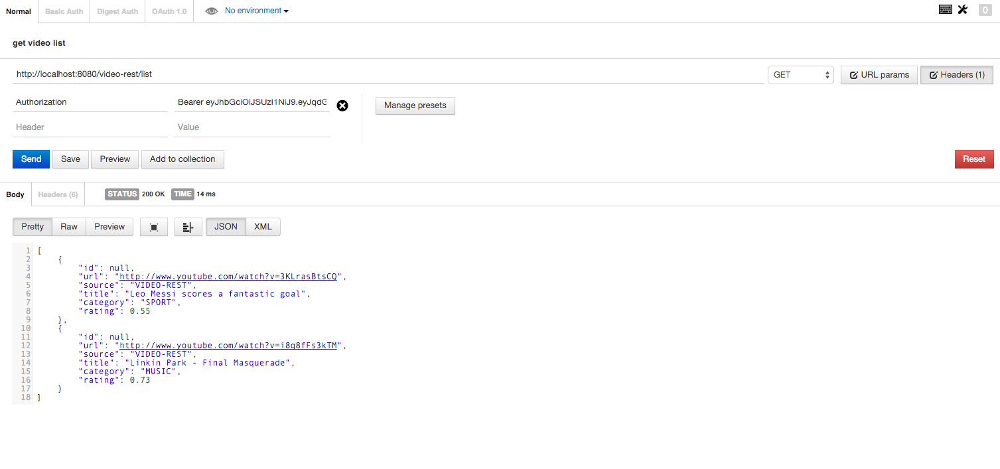 Normal Basic Auth Digest Auth OAuth 1.0 No environment 0
get video list
http://localhost:8080/video-rest/list GET URL params Headers (1)
Authorization Bearer eyJhbGciOiJSUzI1NiJ9.eyJqdG Manage presets
Header Value
Send Save Preview Add to collection Reset
Body Headers (6) STATUS 200 OK TIME 14 ms
Pretty Raw Preview JSON XML
1 [
2 {
3 "id": null,
4 "url": "http://www.youtube.com/watch?v=3KLrasBtsCQ",
5 "source": "VIDEO-REST",
6 "title": "Leo Messi scores a fantastic goal",
7 "category": "SPORT",
8 "rating": 0.55
9 },
10 {
11 "id": null,
12 "url": "http://www.youtube.com/watch?v=i8q8fFs3kTM",
13 "source": "VIDEO-REST",
14 "title": "Linkin Park - Final Masquerade",
15 "category": "MUSIC",
16 "rating": 0.73
17 }
18 ]